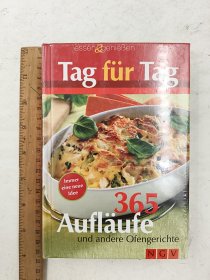 essen & genießen
Tag für Tag
Immer
eine neue
Idee
365
Aufläufe
und andere Ofengerichte
NGV